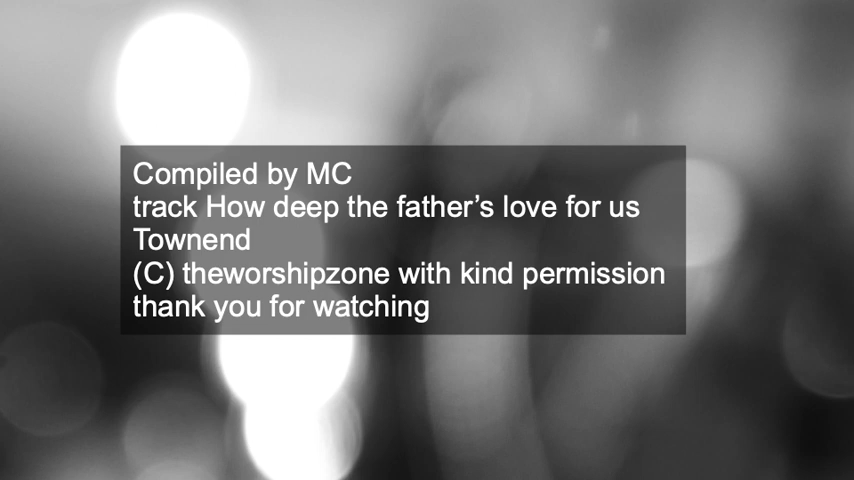 Compiled by MC
track How deep the father’s love for us
Townend
(C) theworshipzone with kind permission
thank you for watching